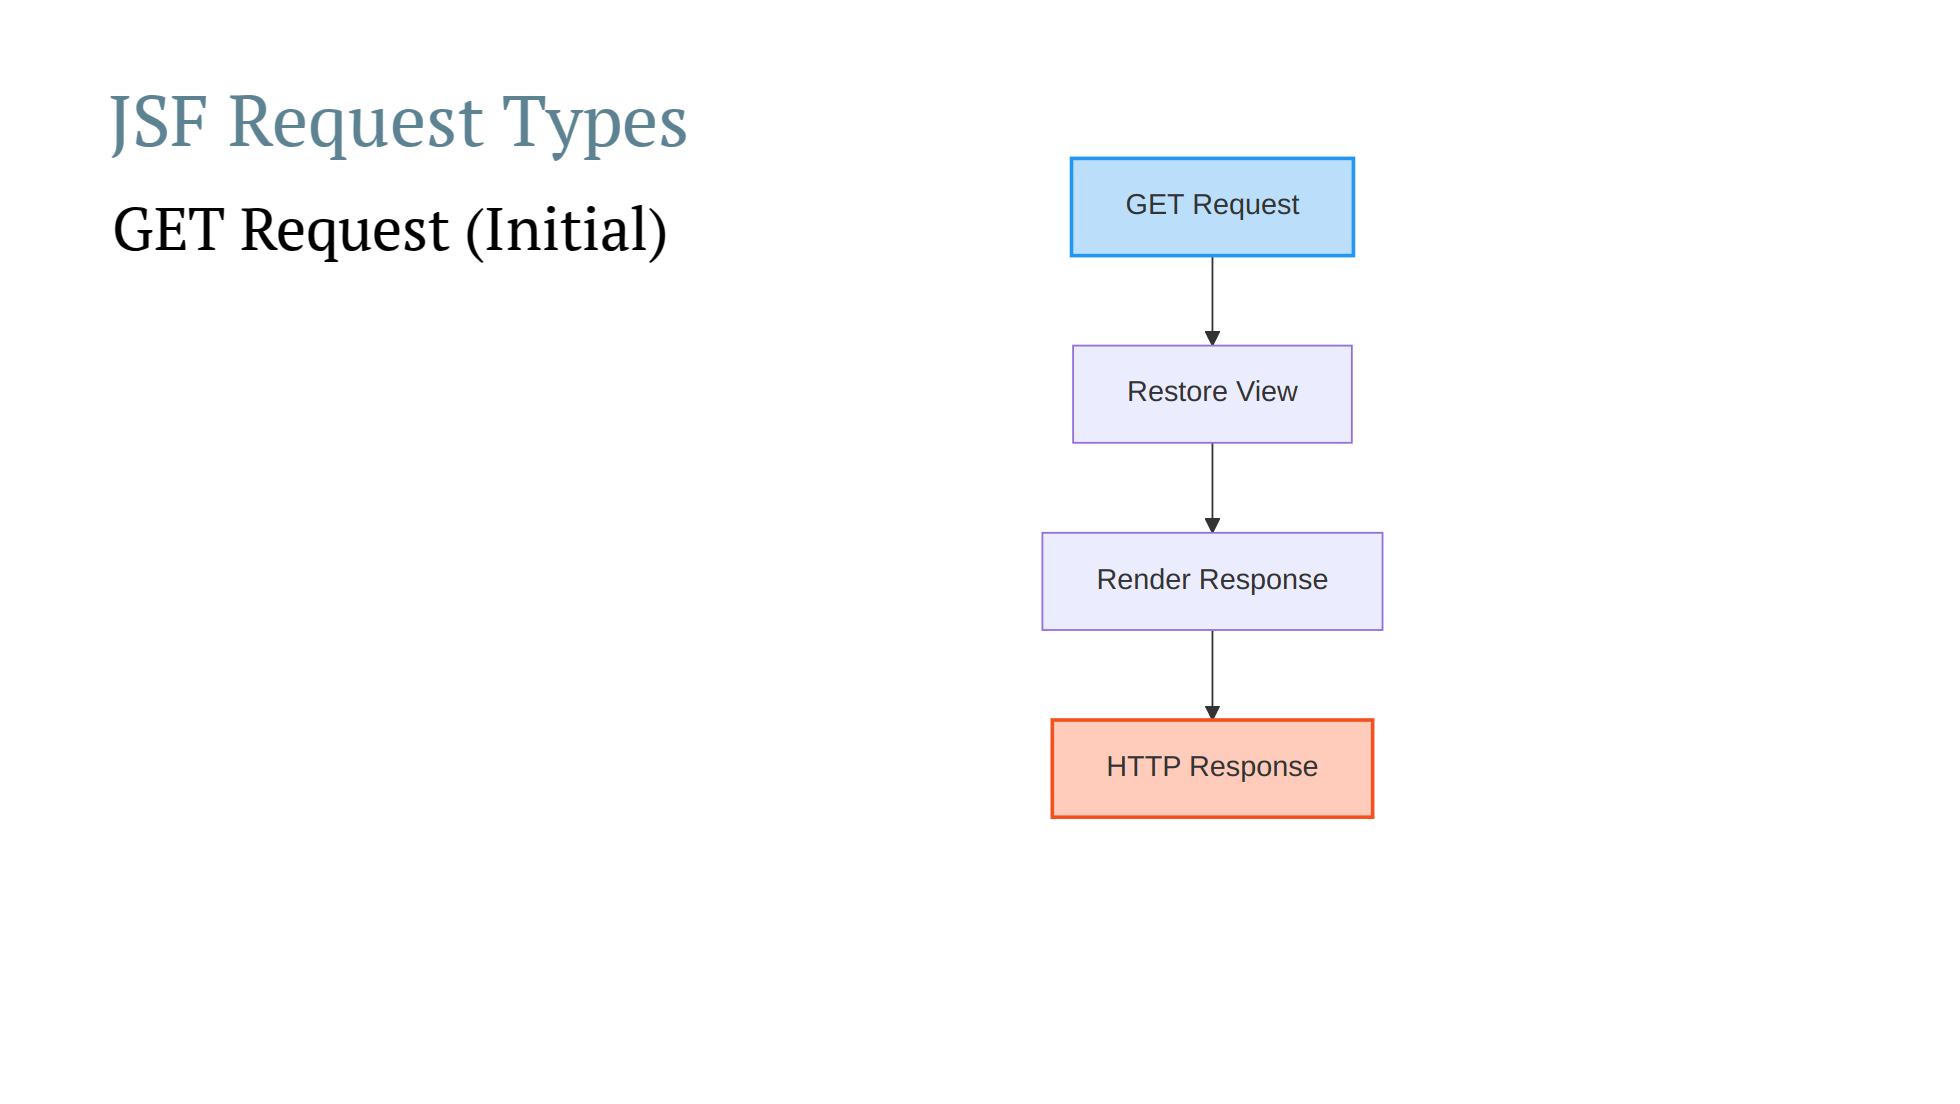 JSF Request Types
GET Request (Initial)
GET Request
Restore View
Render Response
HTTP Response